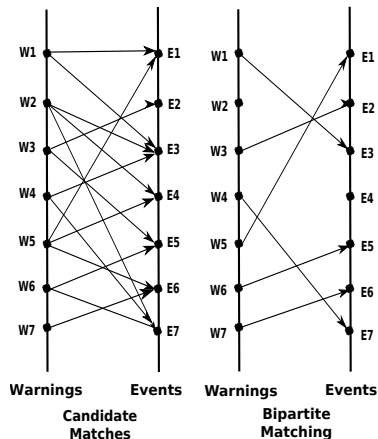 W1 E1 W1 E1
W2 E2 W2 E2
W3 E3 W3 E3
W4 E4 W4 E4
W5 E5 W5 E5
W6 E6 W6 E6
W7 E7 W7 E7
Warnings Events Warnings Events
Candidate Bipartite
Matches Matching